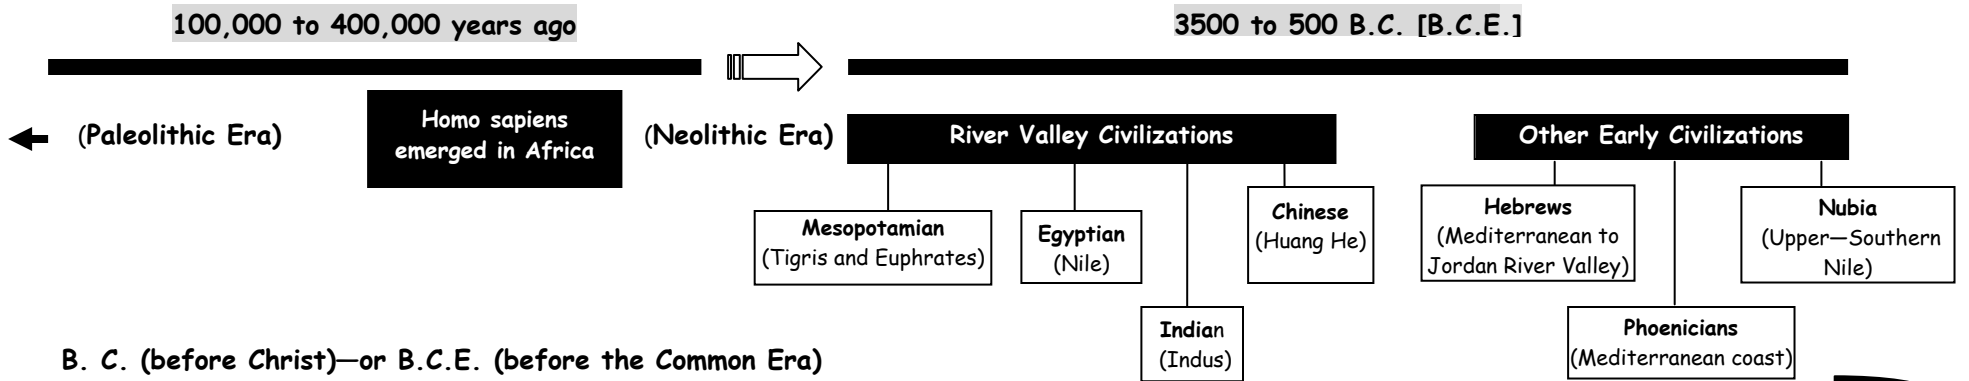 100,000 to 400,000 years ago
3500 to 500 B.C. [B.C.E.]
(Paleolithic Era)
Homo sapiens
emerged in Africa
(Neolithic Era)
River Valley Civilizations
Other Early Civilizations
Mesopotamian
(Tigris and Euphrates)
Egyptian
(Nile)
Indian
(Indus)
Chinese
(Huang He)
Hebrews
(Mediterranean to
Jordan River Valley)
Phoenicians
(Mediterranean coast)
Nubia
(Upper—Southern
Nile)
B. C. (before Christ)—or B.C.E. (before the Common Era)